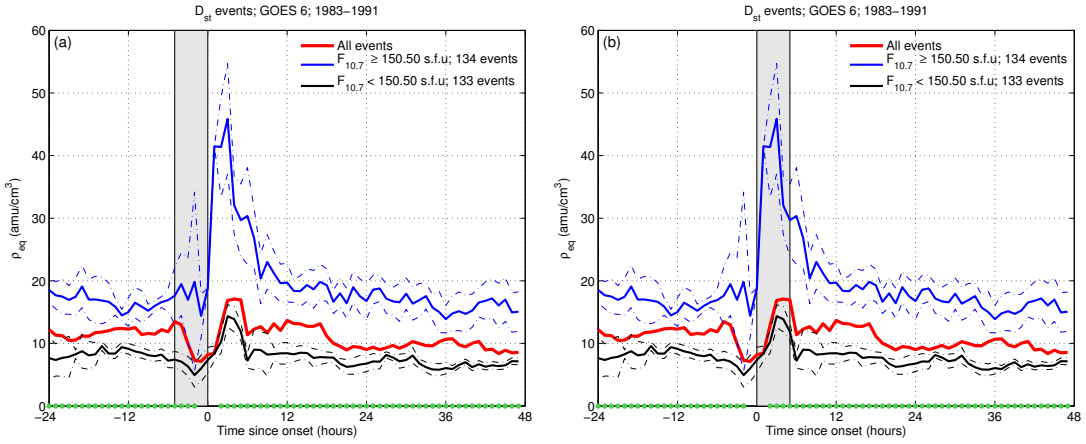 D_st events; GOES 6; 1983−1991
(a)
All events
F_10.7 ≥ 150.50 s.f.u; 134 events
F_10.7 < 150.50 s.f.u; 133 events
ρ_eq (amu/cm³)
60
50
40
30
20
10
0
−24 −12 0 12 24 36 48
Time since onset (hours)
D_st events; GOES 6; 1983−1991
(b)
All events
F_10.7 ≥ 150.50 s.f.u; 134 events
F_10.7 < 150.50 s.f.u; 133 events
ρ_eq (amu/cm³)
60
50
40
30
20
10
0
−24 −12 0 12 24 36 48
Time since onset (hours)